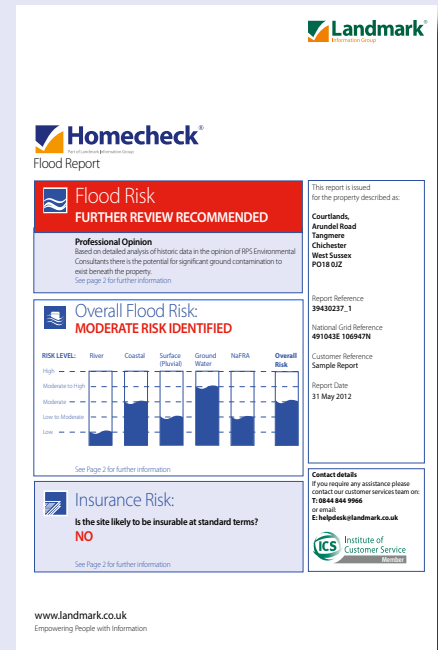 Landmark®
Information Group
Homecheck®
Part of Landmark Information Group
Flood Report
Flood Risk
FURTHER REVIEW RECOMMENDED
Professional Opinion
Based on detailed analysis of historic data in the opinion of RPS Environmental
Consultants there is the potential for significant ground contamination to
exist beneath the property.
See page 2 for further information
Overall Flood Risk:
MODERATE RISK IDENTIFIED
RISK LEVEL: River Coastal Surface (Pluvial) Ground Water NaFRA Overall Risk
High
Moderate to High
Moderate
Low to Moderate
Low
See Page 2 for further information
Insurance Risk:
Is the site likely to be insurable at standard terms?
NO
See Page 2 for further information
This report is issued
for the property described as:
Courtlands,
Arundel Road
Tangmere
Chichester
West Sussex
PO18 0JZ
Report Reference
39430237_1
National Grid Reference
491043E 106947N
Customer Reference
Sample Report
Report Date
31 May 2012
Contact details
If you require any assistance please
contact our customer services team on:
T: 0844 844 9966
or email:
E: helpdesk@landmark.co.uk
ICS
Institute of
Customer Service
Member
www.landmark.co.uk
Empowering People with Information